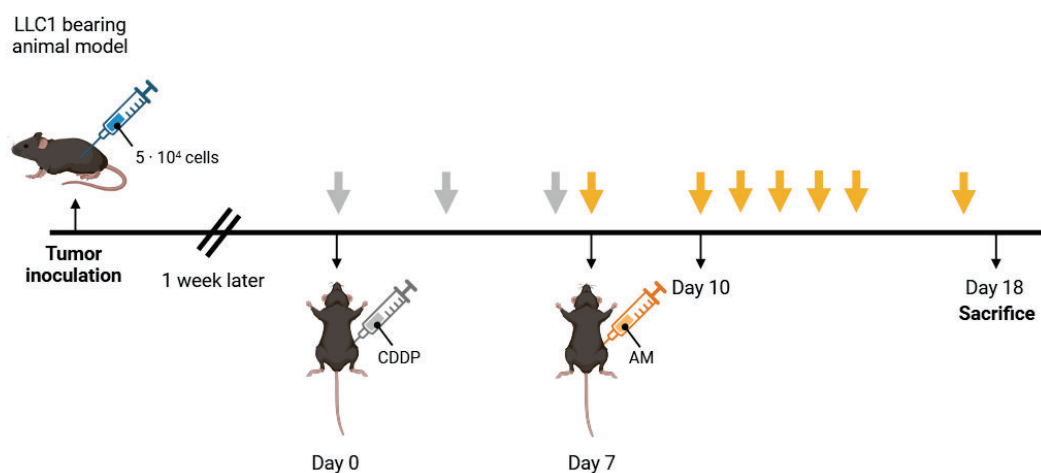 LLC1 bearing
animal model
5 · 10⁴ cells
Tumor
inoculation
1 week later
CDDP
Day 0
AM
Day 7
Day 10
Day 18
Sacrifice